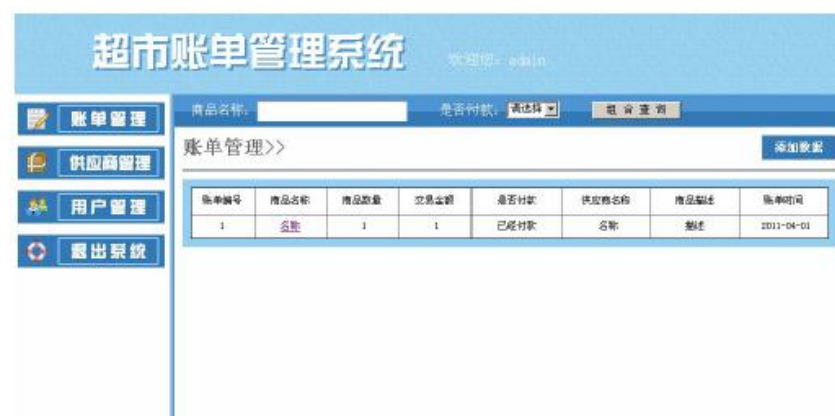 超市账单管理系统 欢迎您：admin
商品名称： 是否付款： 请选择 组合查询
账单管理
供应商管理
用户管理
退出系统
账单管理>> 添加数据
账单编号 商品名称 商品数量 交易金额 是否付款 供应商名称 商品描述 账单时间
1 名称 1 1 已经付款 名称 描述 2011-04-01